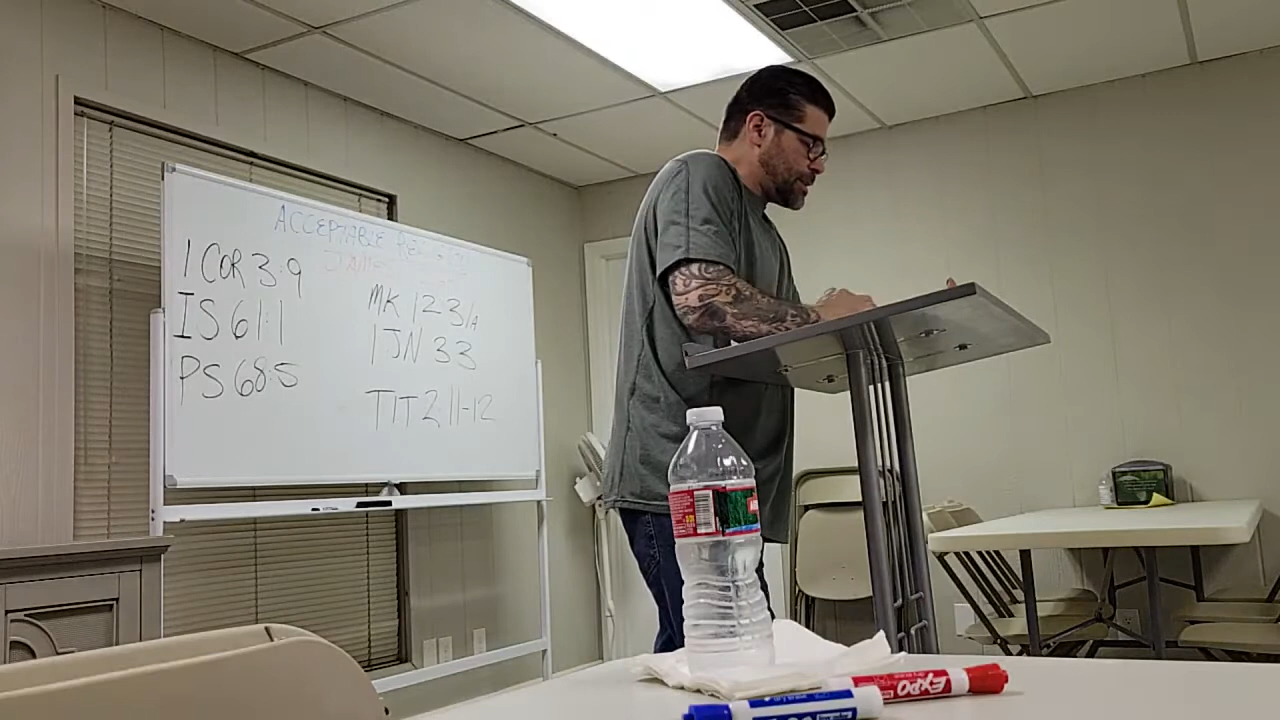 ACCEPTABLE
1 COR 3:9
IS 61:1
PS 68:5
MK 12:31A
1 JN 3 3
TIT 2:11-12
EXPO